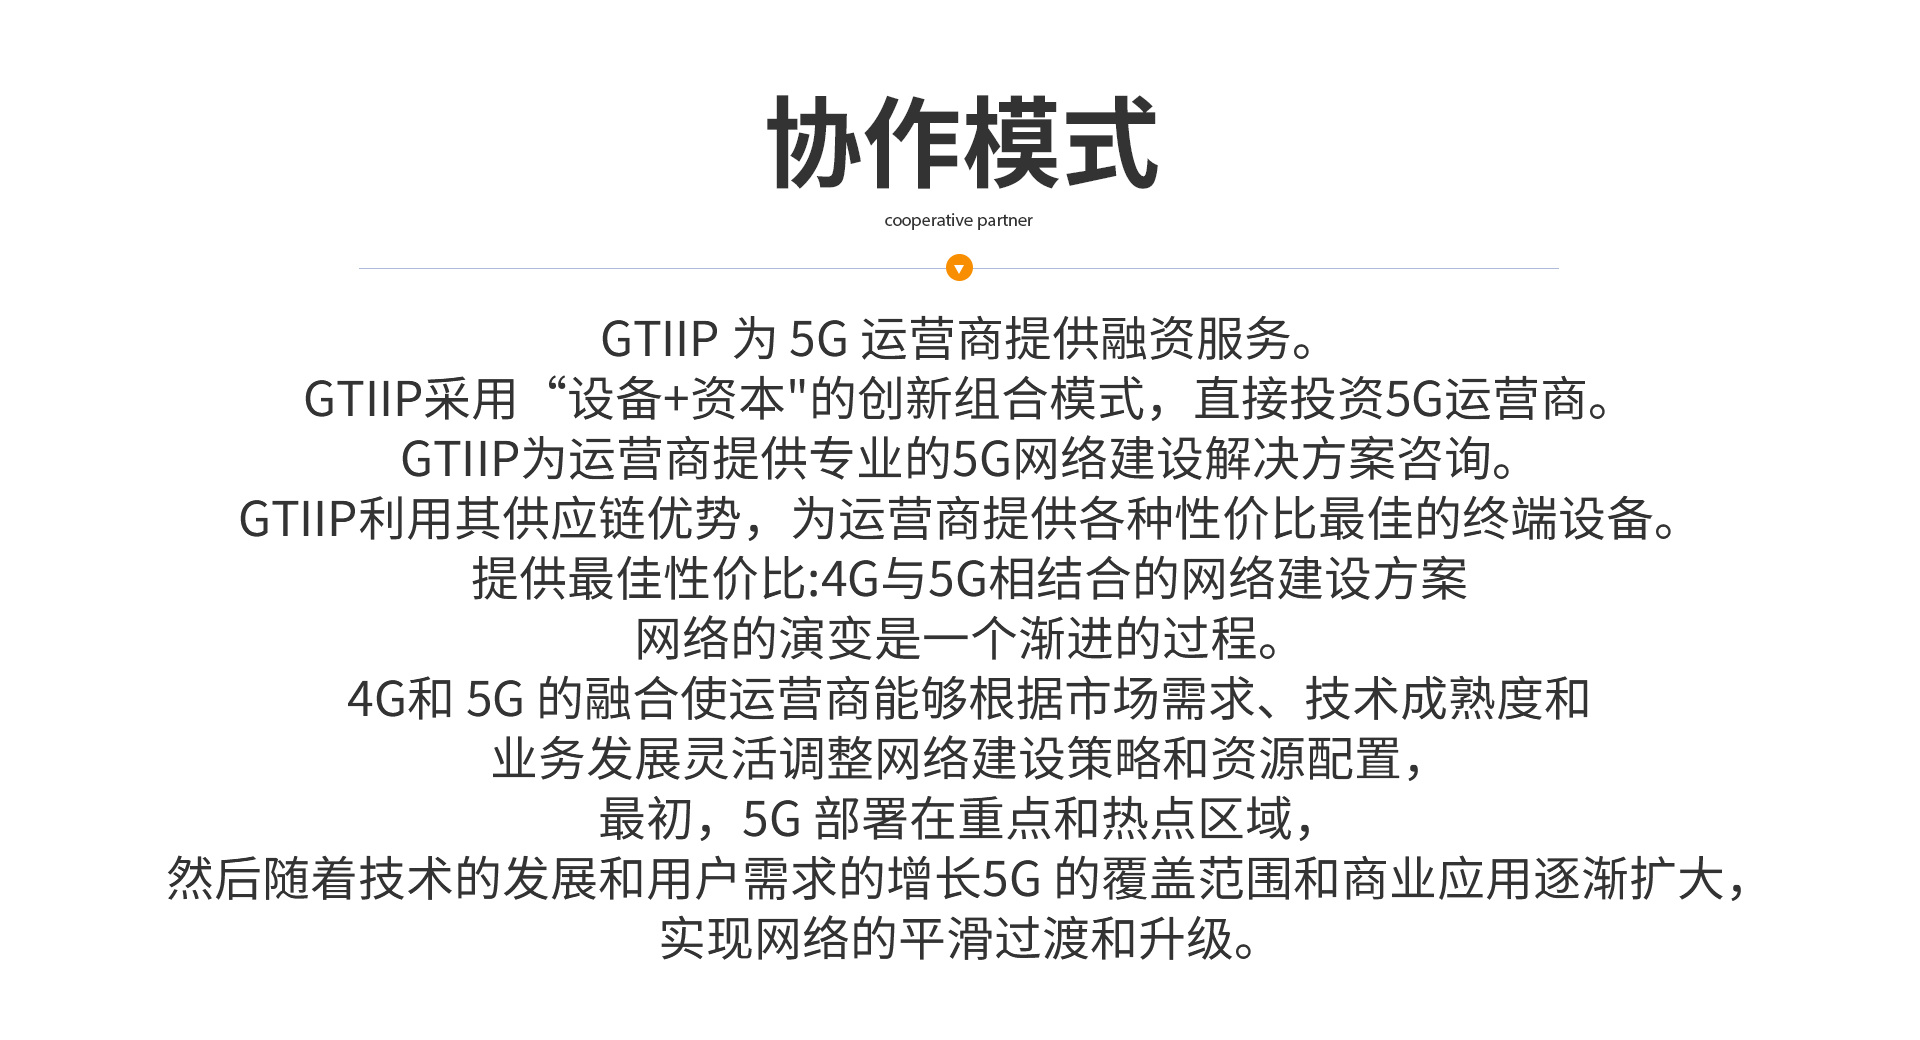 协作模式
cooperative partner
GTIIP 为 5G 运营商提供融资服务。
GTIIP采用“设备+资本"的创新组合模式，直接投资5G运营商。
GTIIP为运营商提供专业的5G网络建设解决方案咨询。
GTIIP利用其供应链优势，为运营商提供各种性价比最佳的终端设备。
提供最佳性价比:4G与5G相结合的网络建设方案
网络的演变是一个渐进的过程。
4G和 5G 的融合使运营商能够根据市场需求、技术成熟度和
业务发展灵活调整网络建设策略和资源配置，
最初，5G 部署在重点和热点区域，
然后随着技术的发展和用户需求的增长5G 的覆盖范围和商业应用逐渐扩大，
实现网络的平滑过渡和升级。